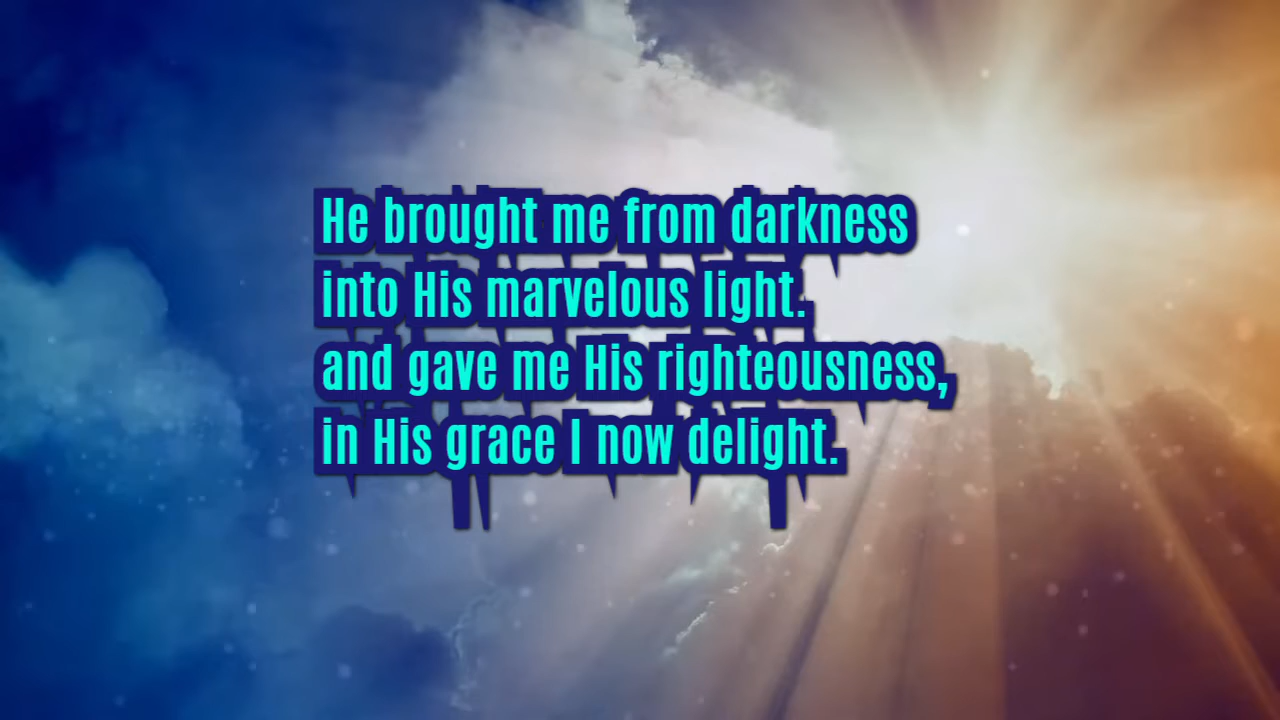 He brought me from darkness
into His marvelous light.
and gave me His righteousness,
in His grace I now delight.